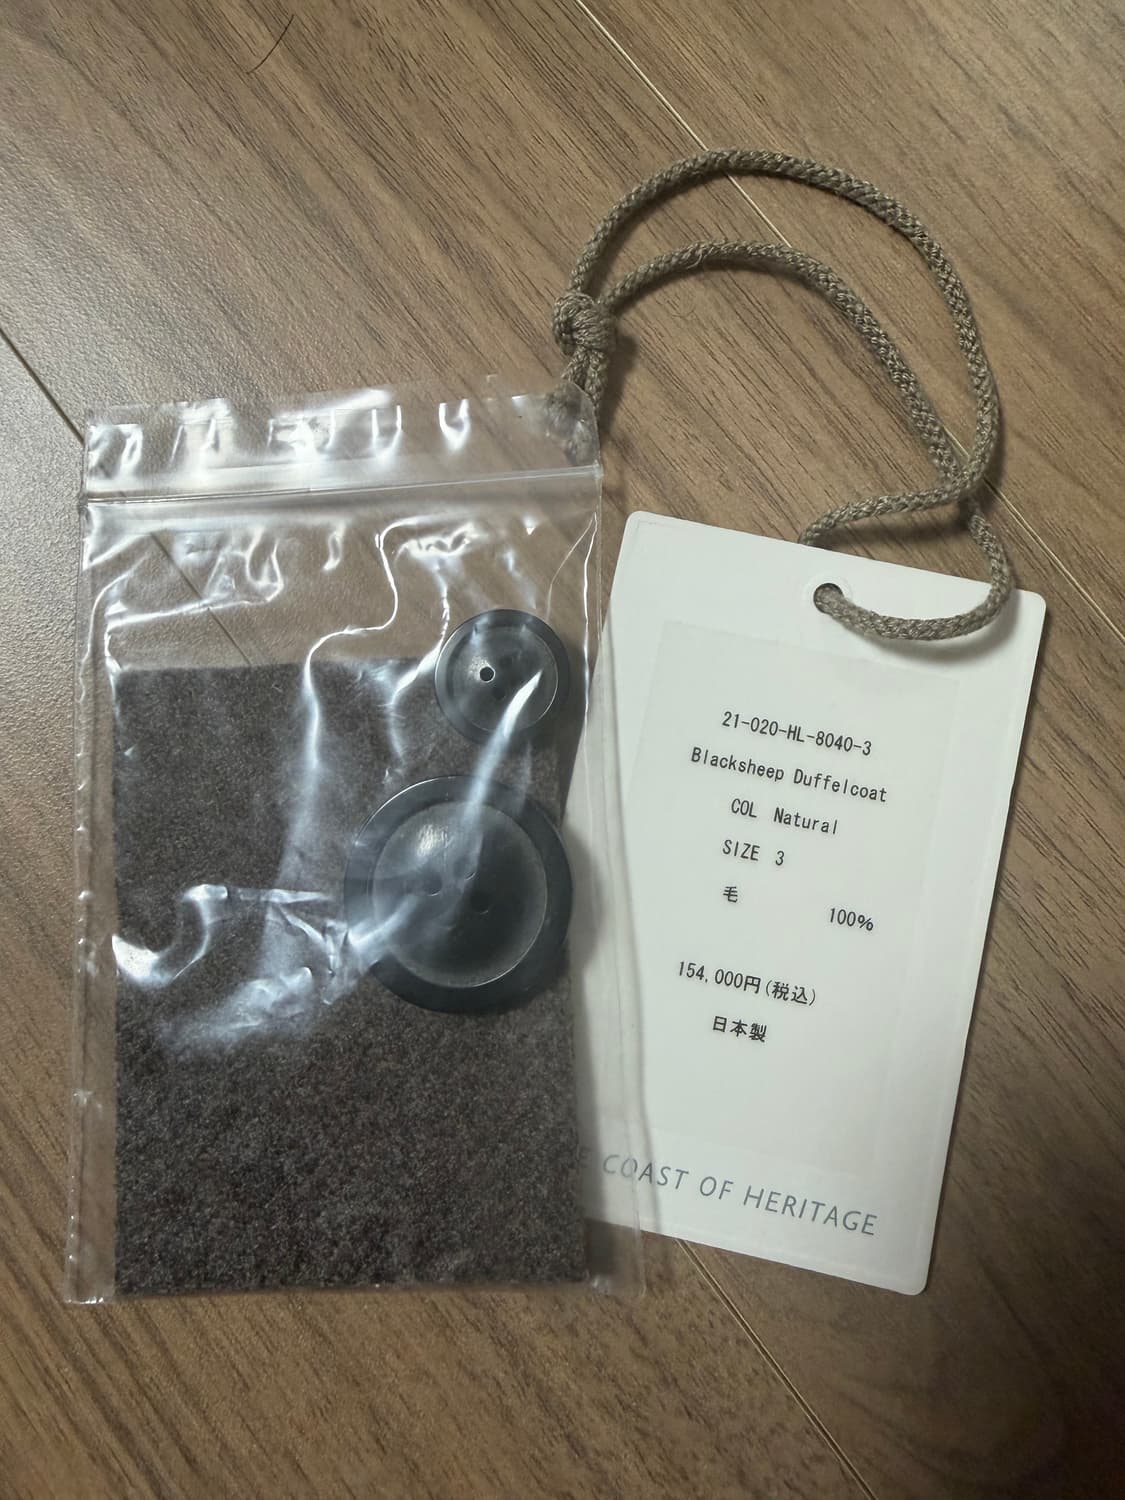 21-020-HL-8040-3
Blacksheep Duffelcoat
COL Natural
SIZE 3
毛
100%
154,000円(税込)
日本製
COAST OF HERITAGE